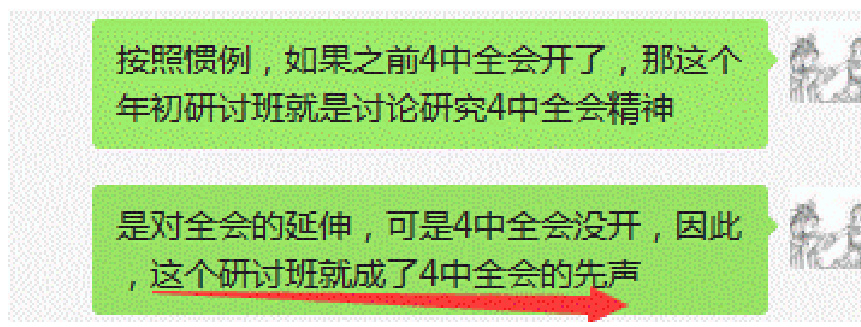 按照惯例，如果之前4中全会开了，那这个
年初研讨班就是讨论研究4中全会精神
是对全会的延伸，可是4中全会没开，因此
，这个研讨班就成了4中全会的先声